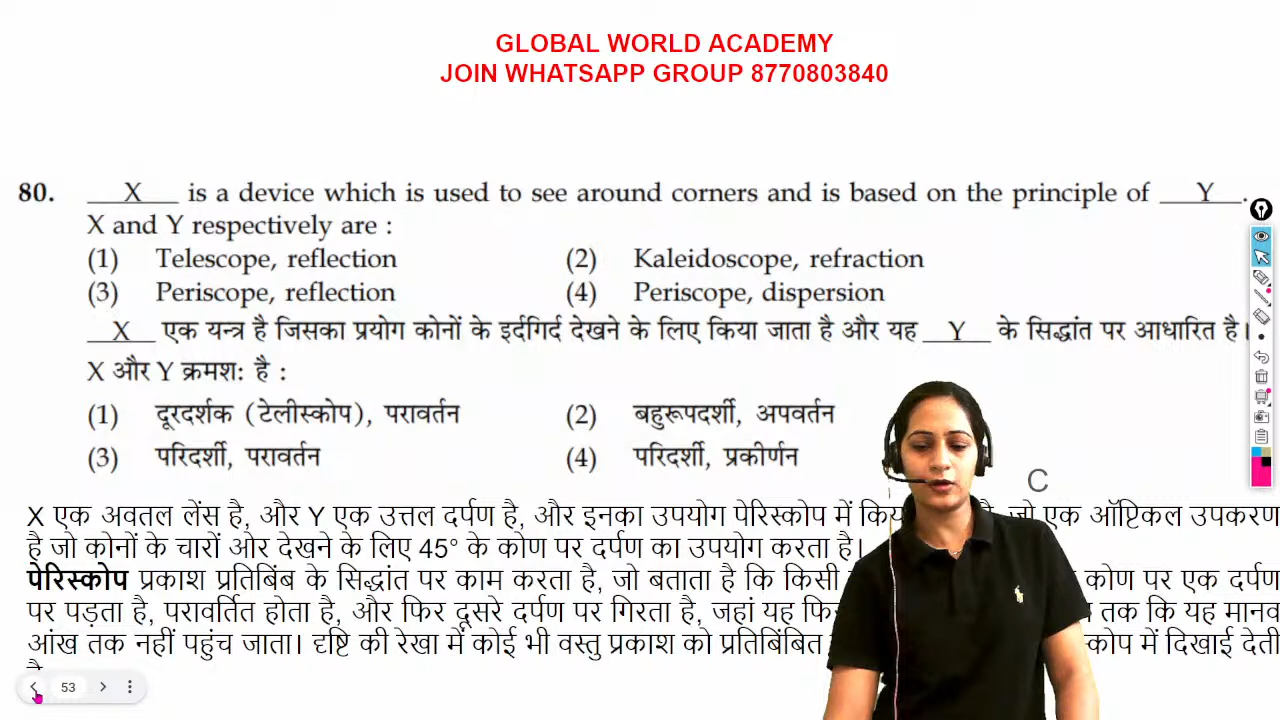 GLOBAL WORLD ACADEMY
JOIN WHATSAPP GROUP 8770803840
80. X is a device which is used to see around corners and is based on the principle of Y .
X and Y respectively are :
(1) Telescope, reflection (2) Kaleidoscope, refraction
(3) Periscope, reflection (4) Periscope, dispersion
X एक यन्त्र है जिसका प्रयोग कोनों के इर्दगिर्द देखने के लिए किया जाता है और यह Y के सिद्धांत पर आधारित है।
X और Y क्रमशः है :
(1) दूरदर्शक (टेलीस्कोप), परावर्तन (2) बहुरूपदर्शी, अपवर्तन
(3) परिदर्शी, परावर्तन (4) परिदर्शी, प्रकीर्णन
C
X एक अवतल लेंस है, और Y एक उत्तल दर्पण है, और इनका उपयोग पेरिस्कोप में जो एक ऑप्टिकल उपकरण
है जो कोनों के चारों ओर देखने के लिए 45° के कोण पर दर्पण का उपयोग करता है।
पेरिस्कोप प्रकाश प्रतिबिंब के सिद्धांत पर काम करता है, जो बताता है कि किसी कोण पर एक दर्पण
पर पड़ता है, परावर्तित होता है, और फिर दूसरे दर्पण पर गिरता है, जहां यह तक कि यह मानव
आंख तक नहीं पहुंच जाता। दृष्टि की रेखा में कोई भी वस्तु प्रकाश को प्रतिबिंबित में दिखाई देती
53